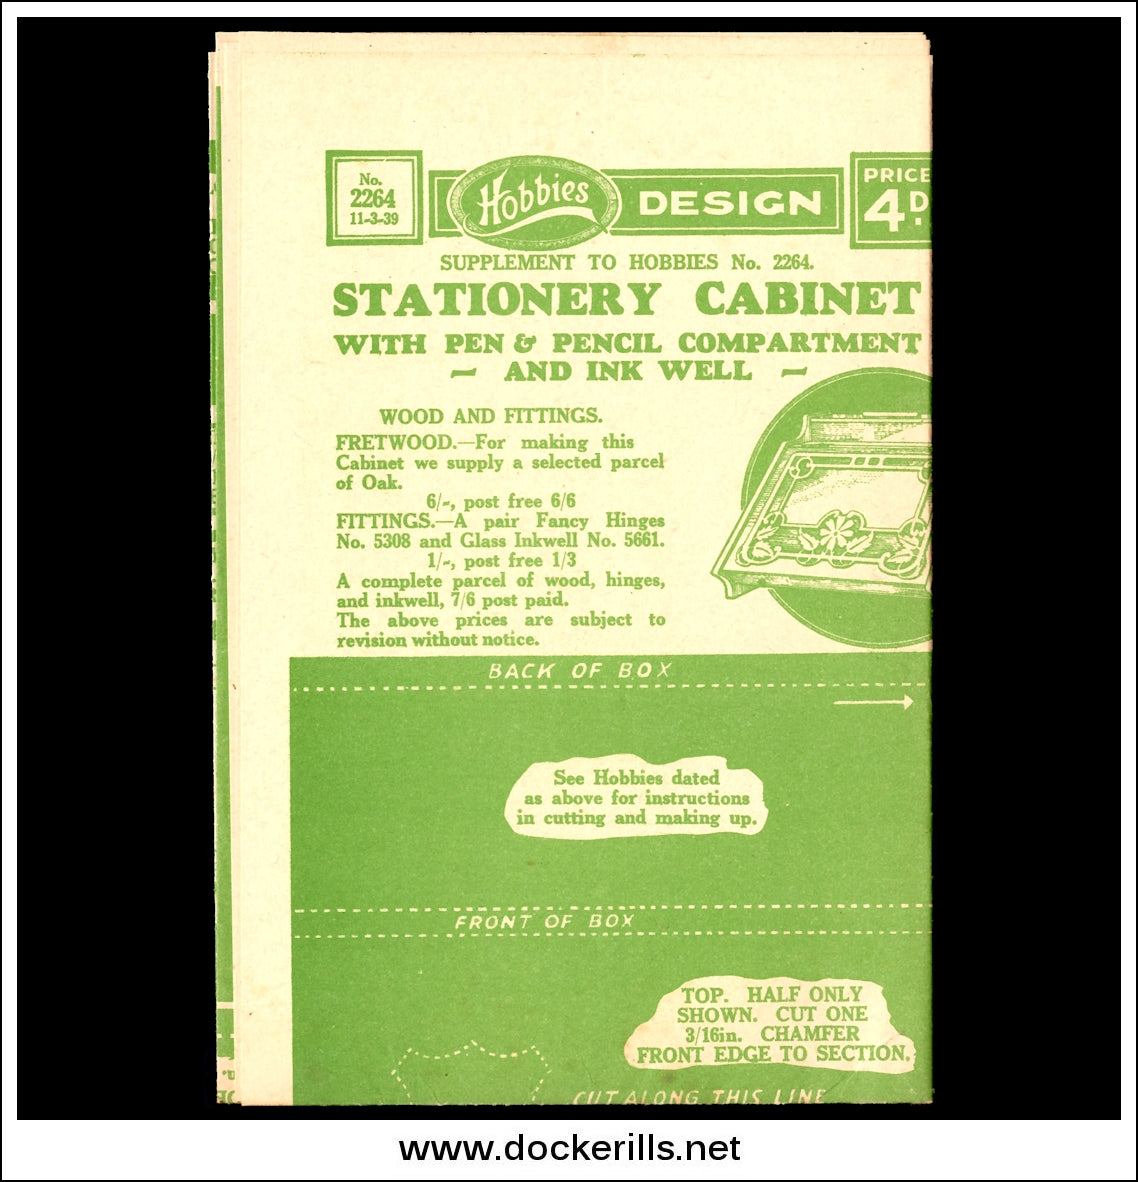 No.
2264
11-3-39
Hobbies
DESIGN
PRICE
4D.
SUPPLEMENT TO HOBBIES No. 2264.
STATIONERY CABINET
WITH PEN & PENCIL COMPARTMENT
~ AND INK WELL ~
WOOD AND FITTINGS.
FRETWOOD.—For making this
Cabinet we supply a selected parcel
of Oak.
6/-, post free 6/6
FITTINGS.—A pair Fancy Hinges
No. 5308 and Glass Inkwell No. 5661.
1/-, post free 1/3
A complete parcel of wood, hinges,
and inkwell, 7/6 post paid.
The above prices are subject to
revision without notice.
BACK OF BOX
See Hobbies dated
as above for instructions
in cutting and making up.
FRONT OF BOX
TOP. HALF ONLY
SHOWN. CUT ONE
3/16in. CHAMFER
FRONT EDGE TO SECTION.
CUT ALONG THIS LINE
www.dockerills.net